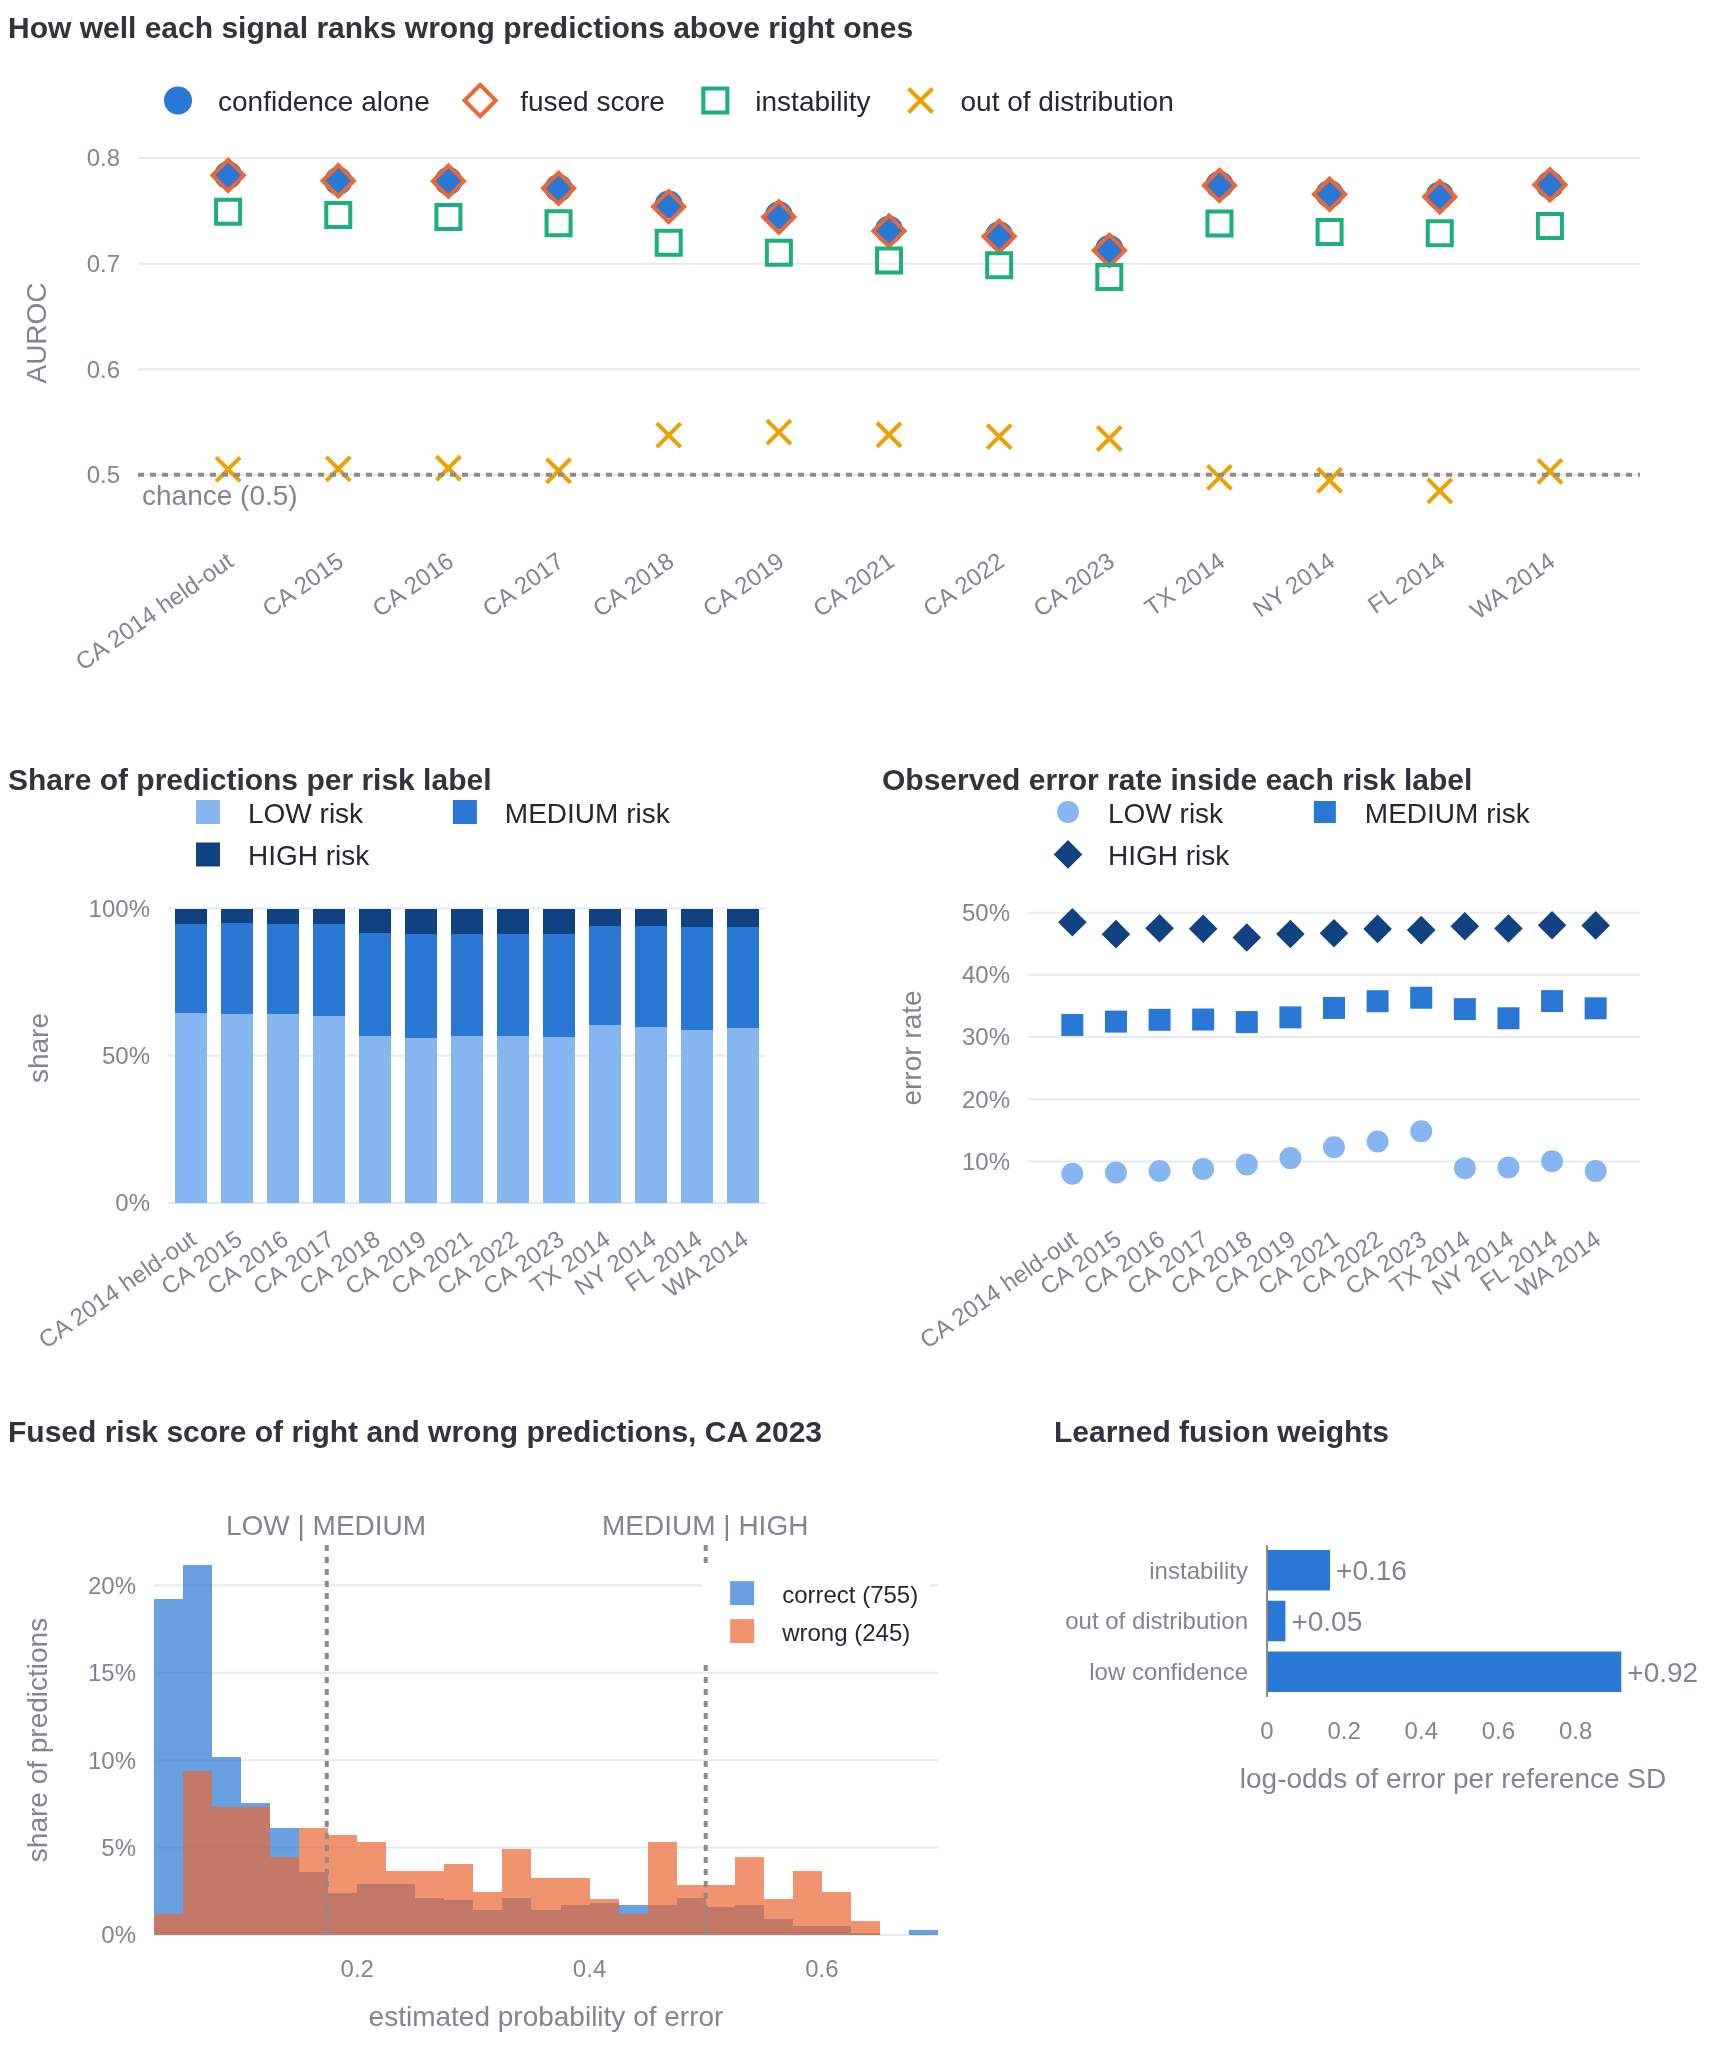 How well each signal ranks wrong predictions above right ones
confidence alone
fused score
instability
out of distribution
0.8
0.7
0.6
0.5
AUROC
chance (0.5)
CA 2014 held-out
CA 2015
CA 2016
CA 2017
CA 2018
CA 2019
CA 2021
CA 2022
CA 2023
TX 2014
NY 2014
FL 2014
WA 2014
Share of predictions per risk label
LOW risk
MEDIUM risk
HIGH risk
100%
50%
0%
share
CA 2014 held-out
CA 2015
CA 2016
CA 2017
CA 2018
CA 2019
CA 2021
CA 2022
CA 2023
TX 2014
NY 2014
FL 2014
WA 2014
Observed error rate inside each risk label
LOW risk
MEDIUM risk
HIGH risk
50%
40%
30%
20%
10%
error rate
CA 2014 held-out
CA 2015
CA 2016
CA 2017
CA 2018
CA 2019
CA 2021
CA 2022
CA 2023
TX 2014
NY 2014
FL 2014
WA 2014
Fused risk score of right and wrong predictions, CA 2023
LOW | MEDIUM
MEDIUM | HIGH
correct (755)
wrong (245)
20%
15%
10%
5%
0%
share of predictions
0.2
0.4
0.6
estimated probability of error
Learned fusion weights
instability
+0.16
out of distribution
+0.05
low confidence
+0.92
0
0.2
0.4
0.6
0.8
log-odds of error per reference SD